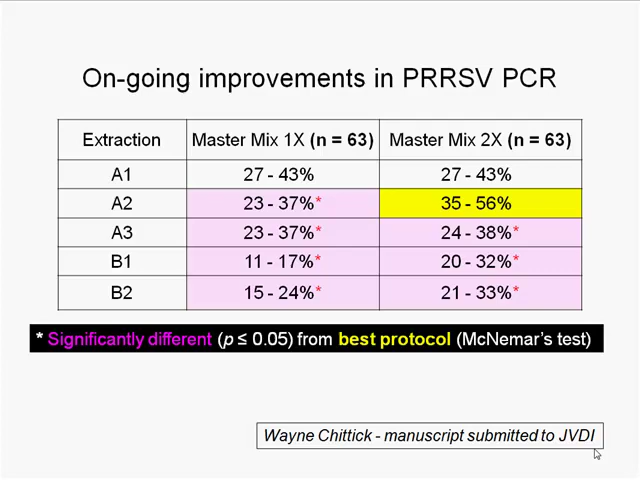 On-going improvements in PRRSV PCR
Extraction Master Mix 1X (n = 63) Master Mix 2X (n = 63)
A1 27 - 43% 27 - 43%
A2 23 - 37%* 35 - 56%
A3 23 - 37%* 24 - 38%*
B1 11 - 17%* 20 - 32%*
B2 15 - 24%* 21 - 33%*
* Significantly different (p ≤ 0.05) from best protocol (McNemar's test)
Wayne Chittick - manuscript submitted to JVDI